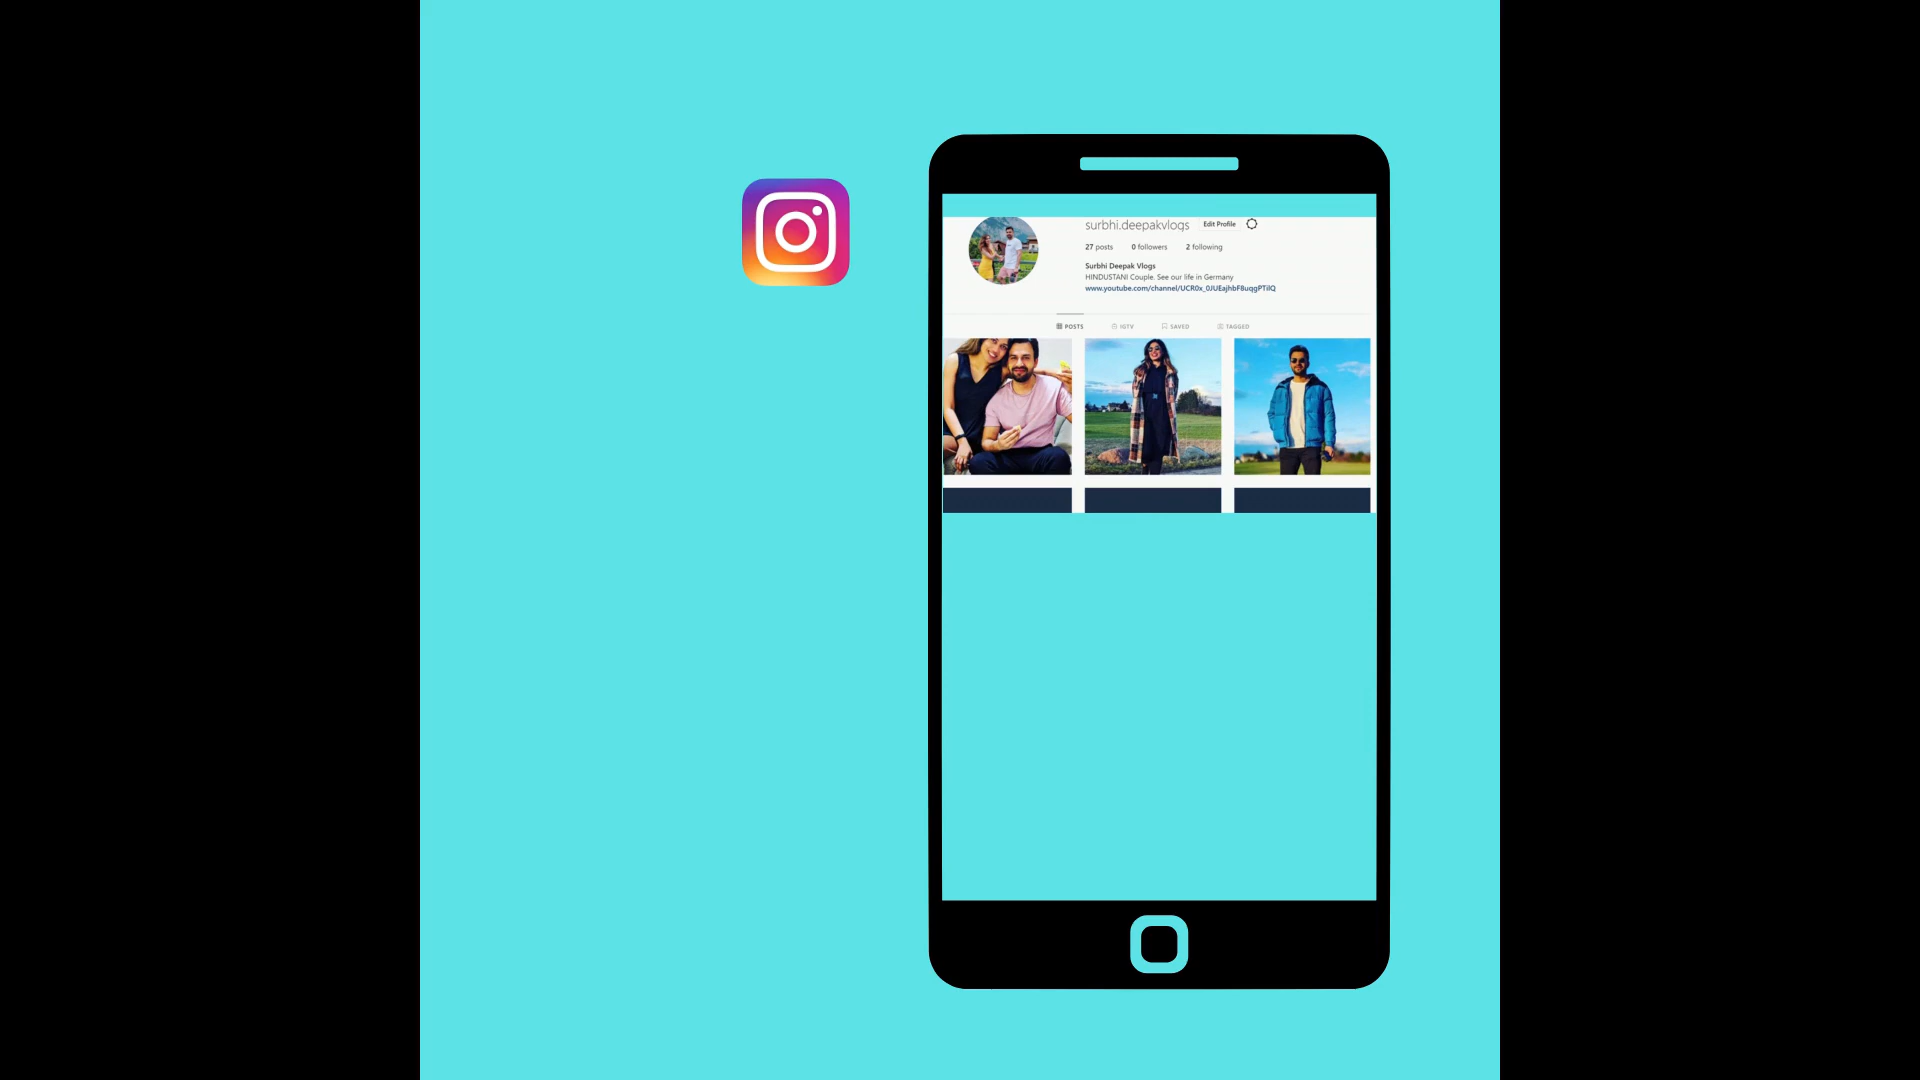 surbhi.deepakvlogs Edit Profile
27 posts 0 followers 2 following
Surbhi Deepak Vlogs
HINDUSTANI Couple. See our life in Germany
www.youtube.com/channel/UCR0x_0JUEajhbF8uqgPTilQ
POSTS IGTV SAVED TAGGED